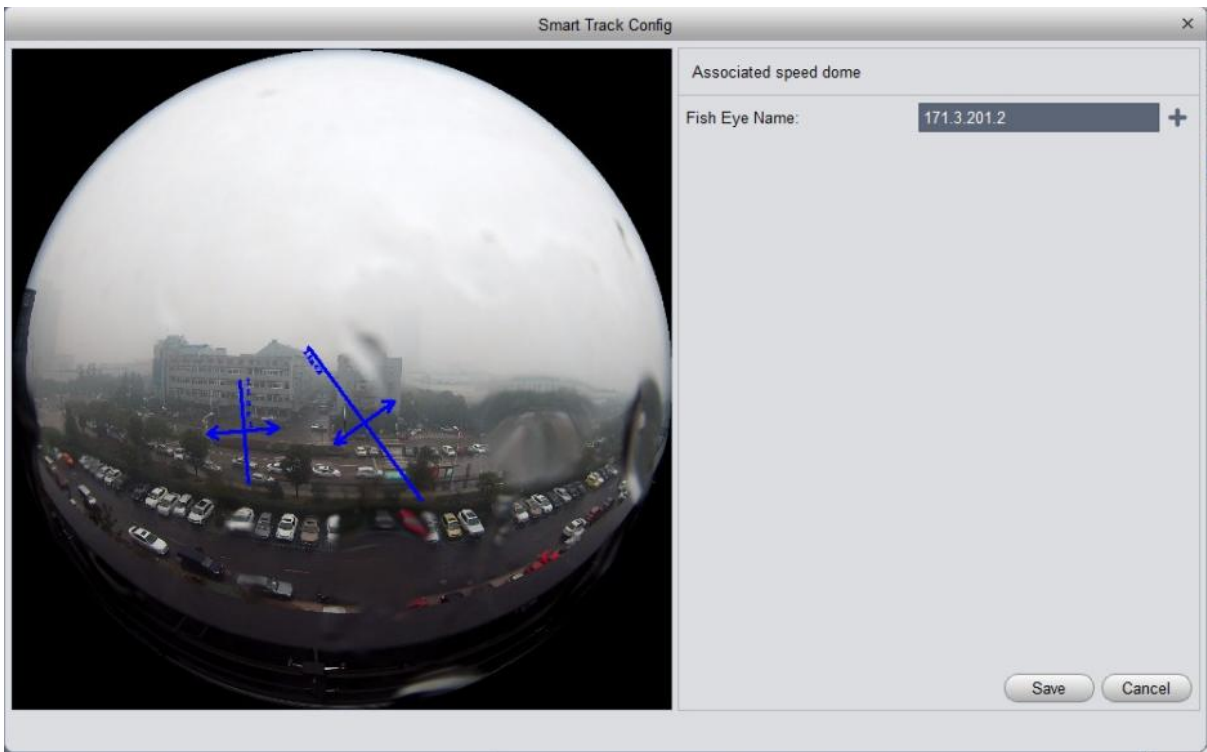 Smart Track Config
Associated speed dome
Fish Eye Name:
171.3.201.2
Save
Cancel